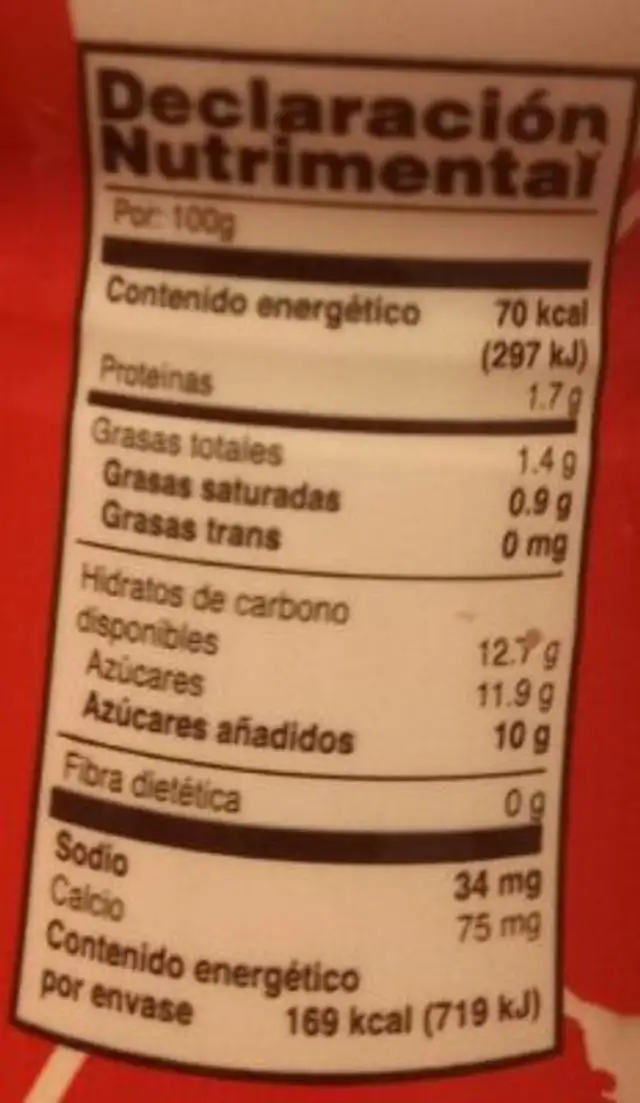 Declaración
Nutrimental
Por: 100g
Contenido energético 70 kcal
(297 kJ)
Proteínas 1.7 g
Grasas totales 1.4 g
Grasas saturadas 0.9 g
Grasas trans 0 mg
Hidratos de carbono
disponibles 12.7 g
Azúcares 11.9 g
Azúcares añadidos 10 g
Fibra dietética 0 g
Sodio 34 mg
Calcio 75 mg
Contenido energético
por envase 169 kcal (719 kJ)